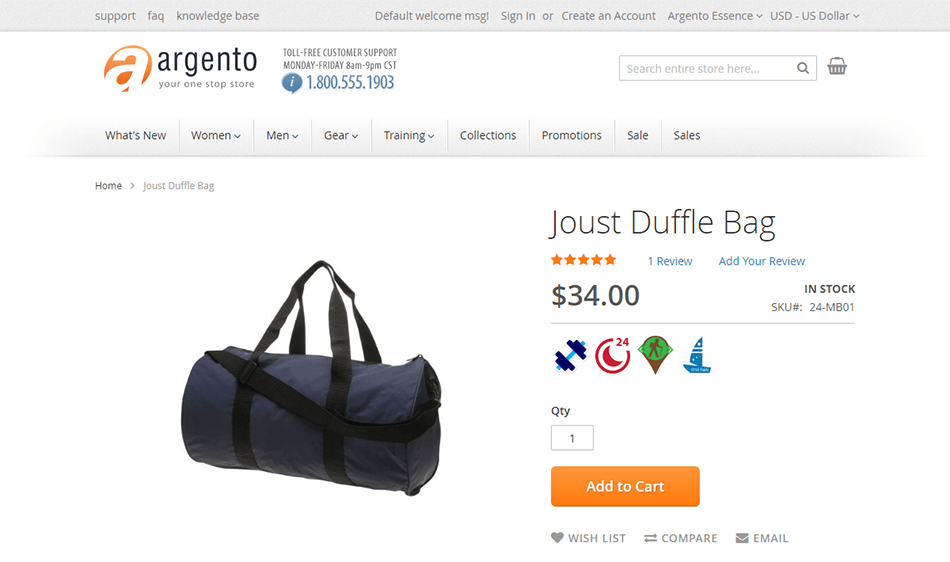 support faq knowledge base
Default welcome msg! Sign In or Create an Account Argento Essence USD - US Dollar
argento
your one stop store
TOLL-FREE CUSTOMER SUPPORT
MONDAY-FRIDAY 8am-9pm CST
i 1.800.555.1903
Search entire store here...
What's New Women Men Gear Training Collections Promotions Sale Sales
Home > Joust Duffle Bag
Joust Duffle Bag
1 Review Add Your Review
$34.00
IN STOCK
SKU#: 24-MB01
24
Qty
1
Add to Cart
WISH LIST COMPARE EMAIL